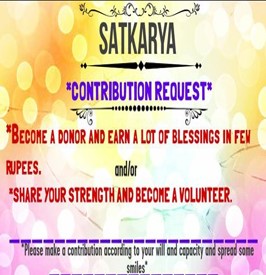 SATKARYA
*CONTRIBUTION REQUEST*
*BECOME A DONOR AND EARN A LOT OF BLESSINGS IN FEW
RUPEES.
and/or
*SHARE YOUR STRENGTH AND BECOME A VOLUNTEER.
"Please make a contribution according to your will and capacity and spread some
smiles"